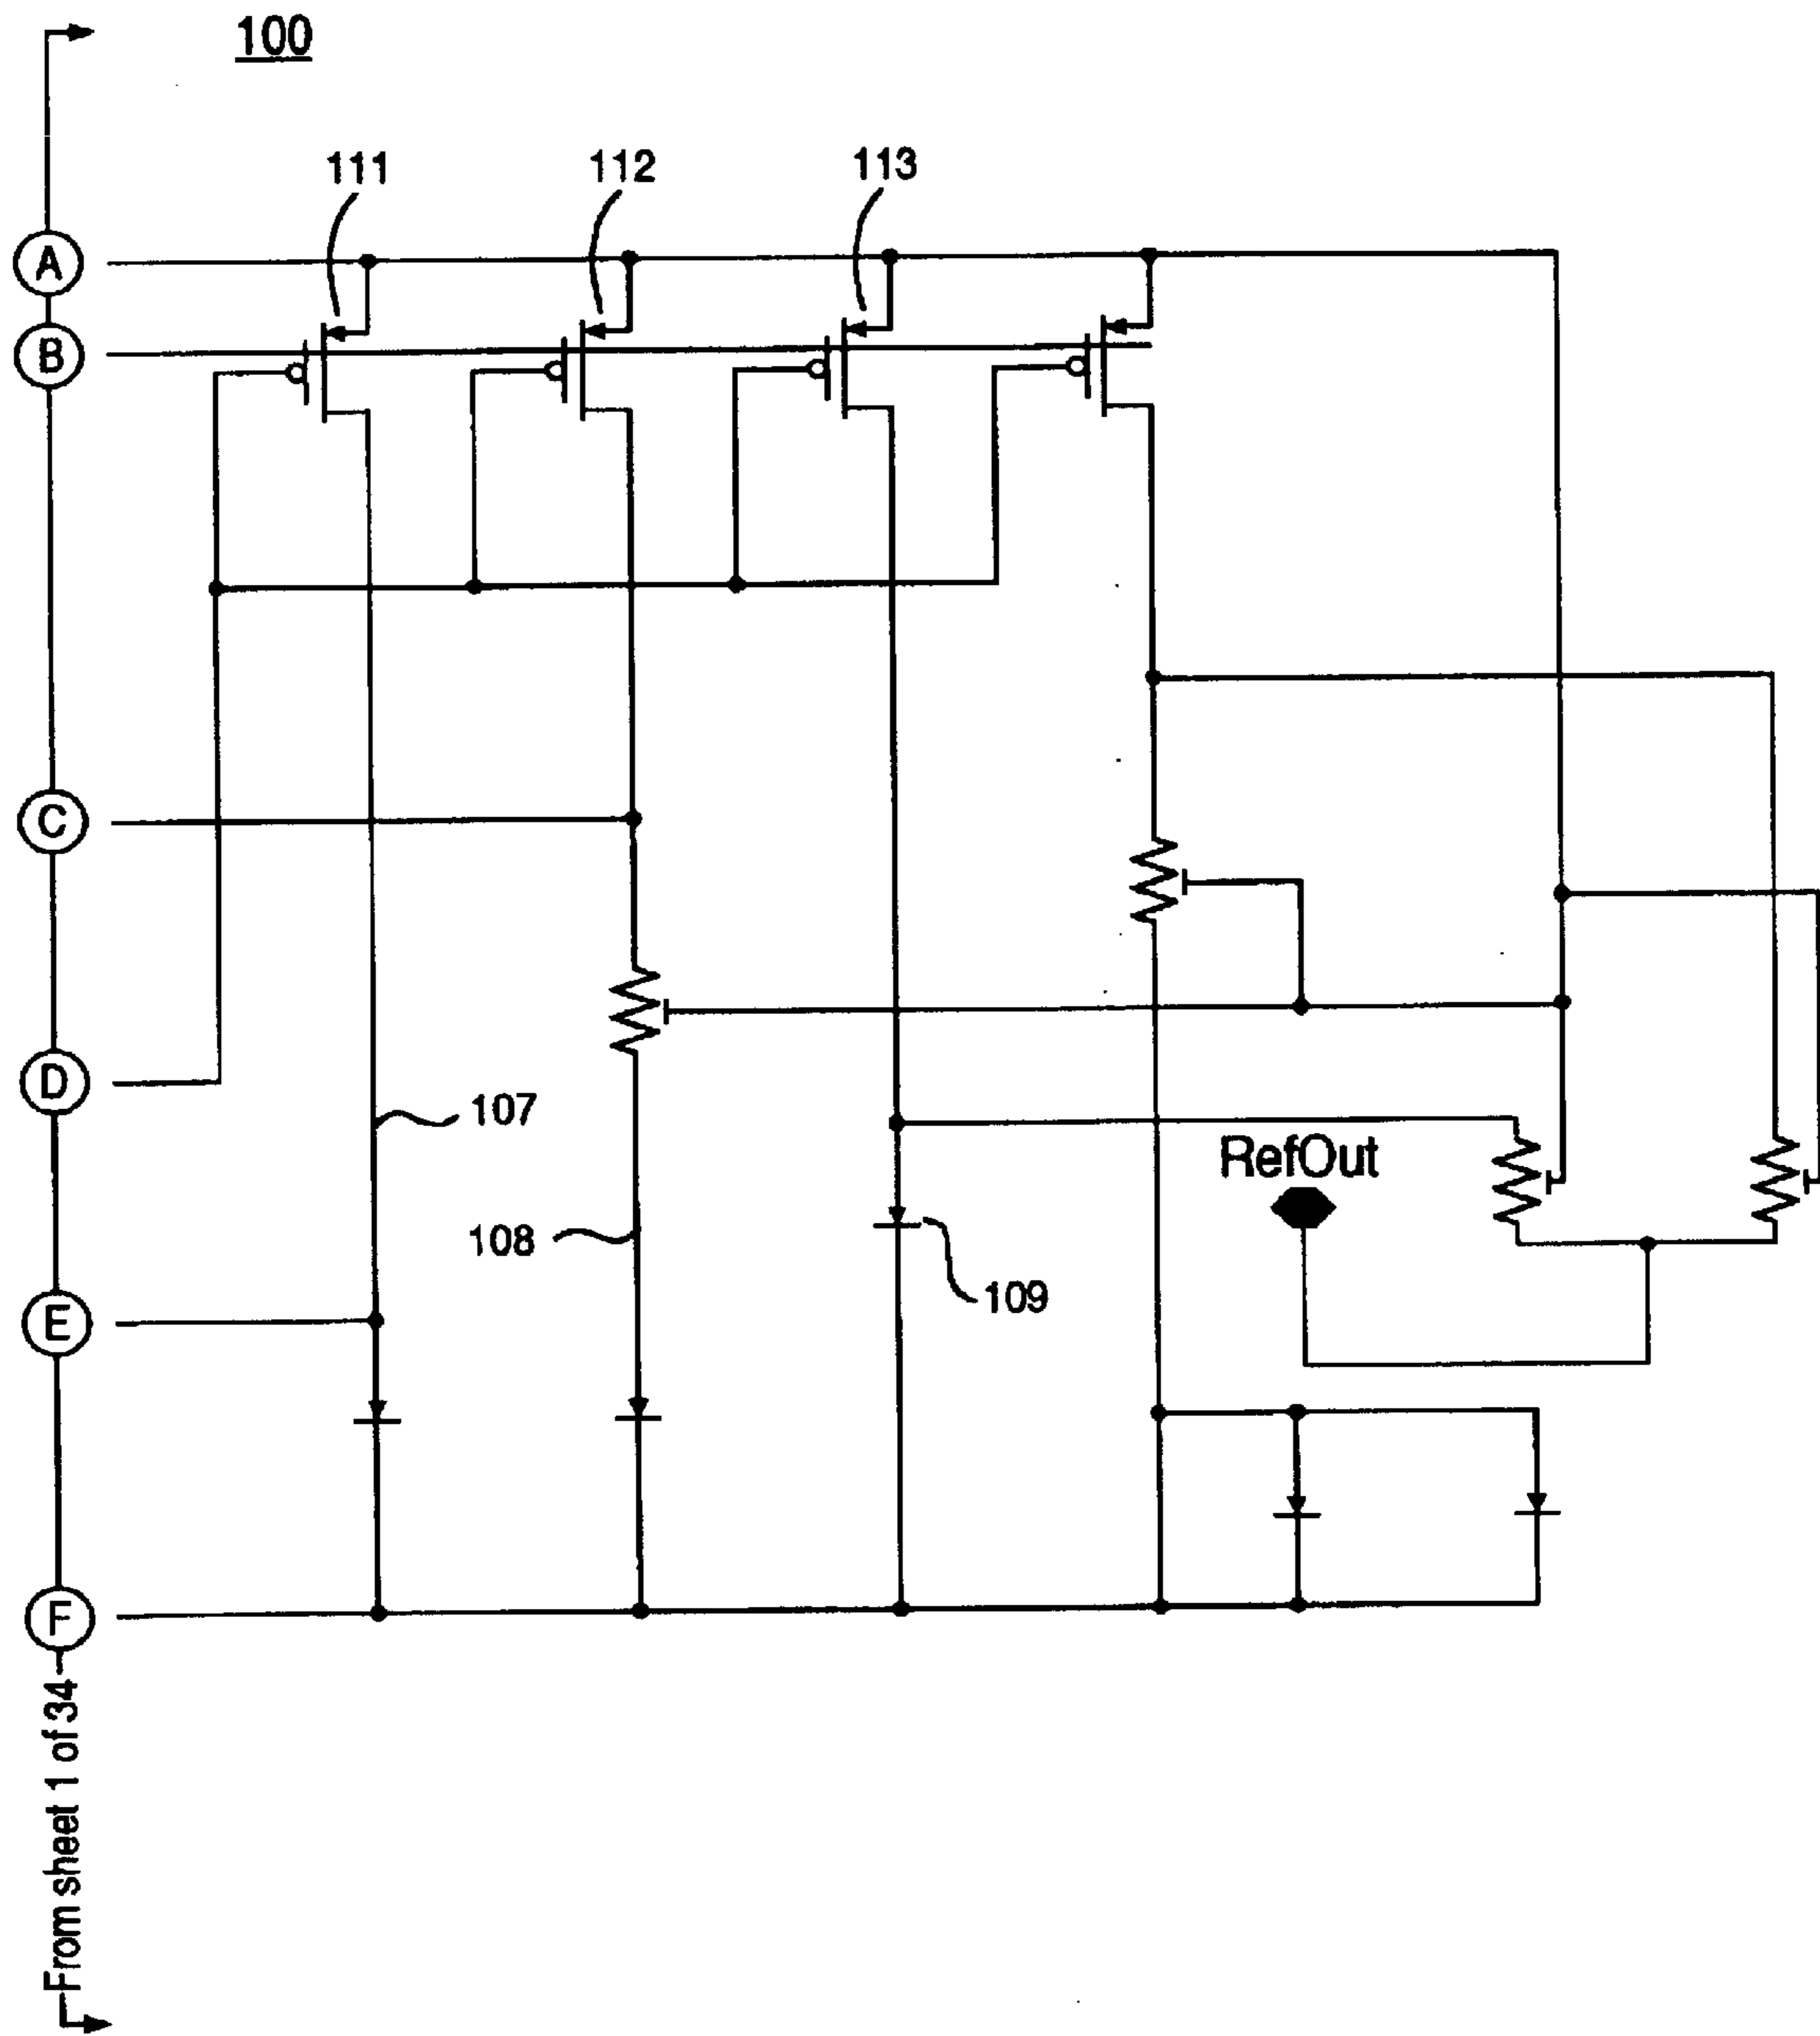 100
111
112
113
A
B
C
D
107
RefOut
108
109
E
F
From sheet 1 of 34